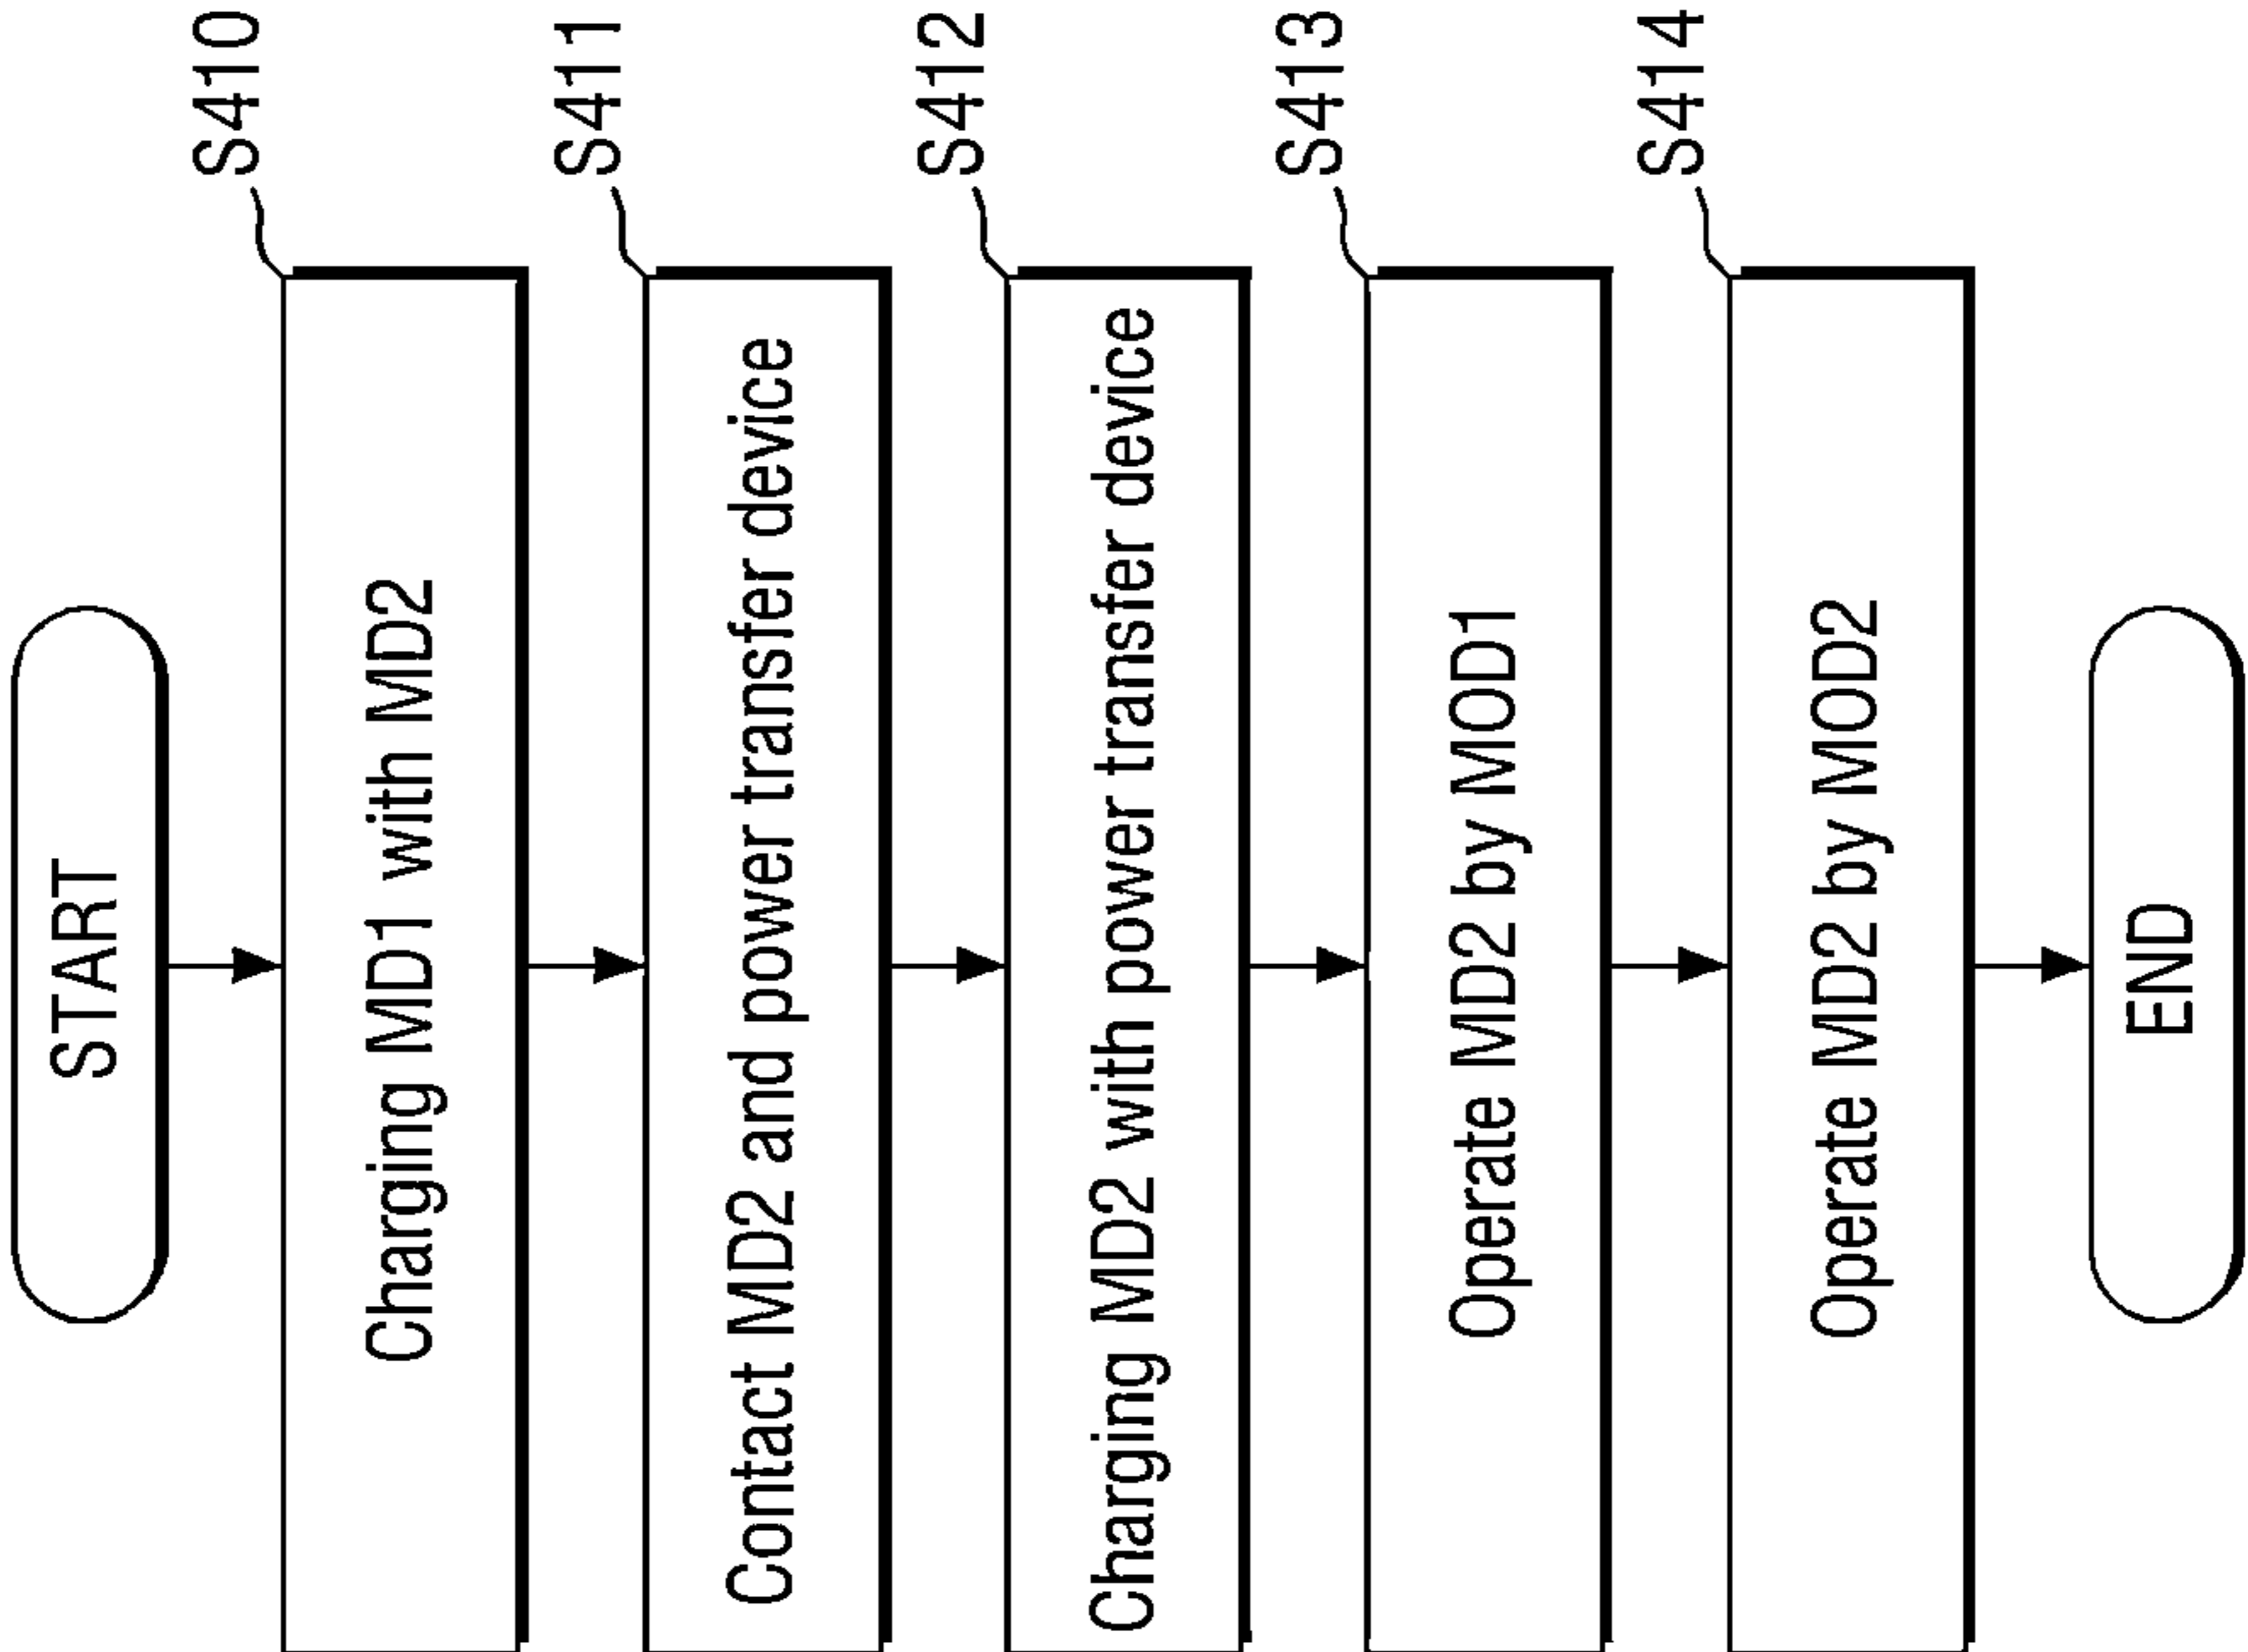 START
S410
Charging MD1 with MD2
S411
Contact MD2 and power transfer device
S412
Charging MD2 with power transfer device
S413
Operate MD2 by MOD1
S414
Operate MD2 by MOD2
END